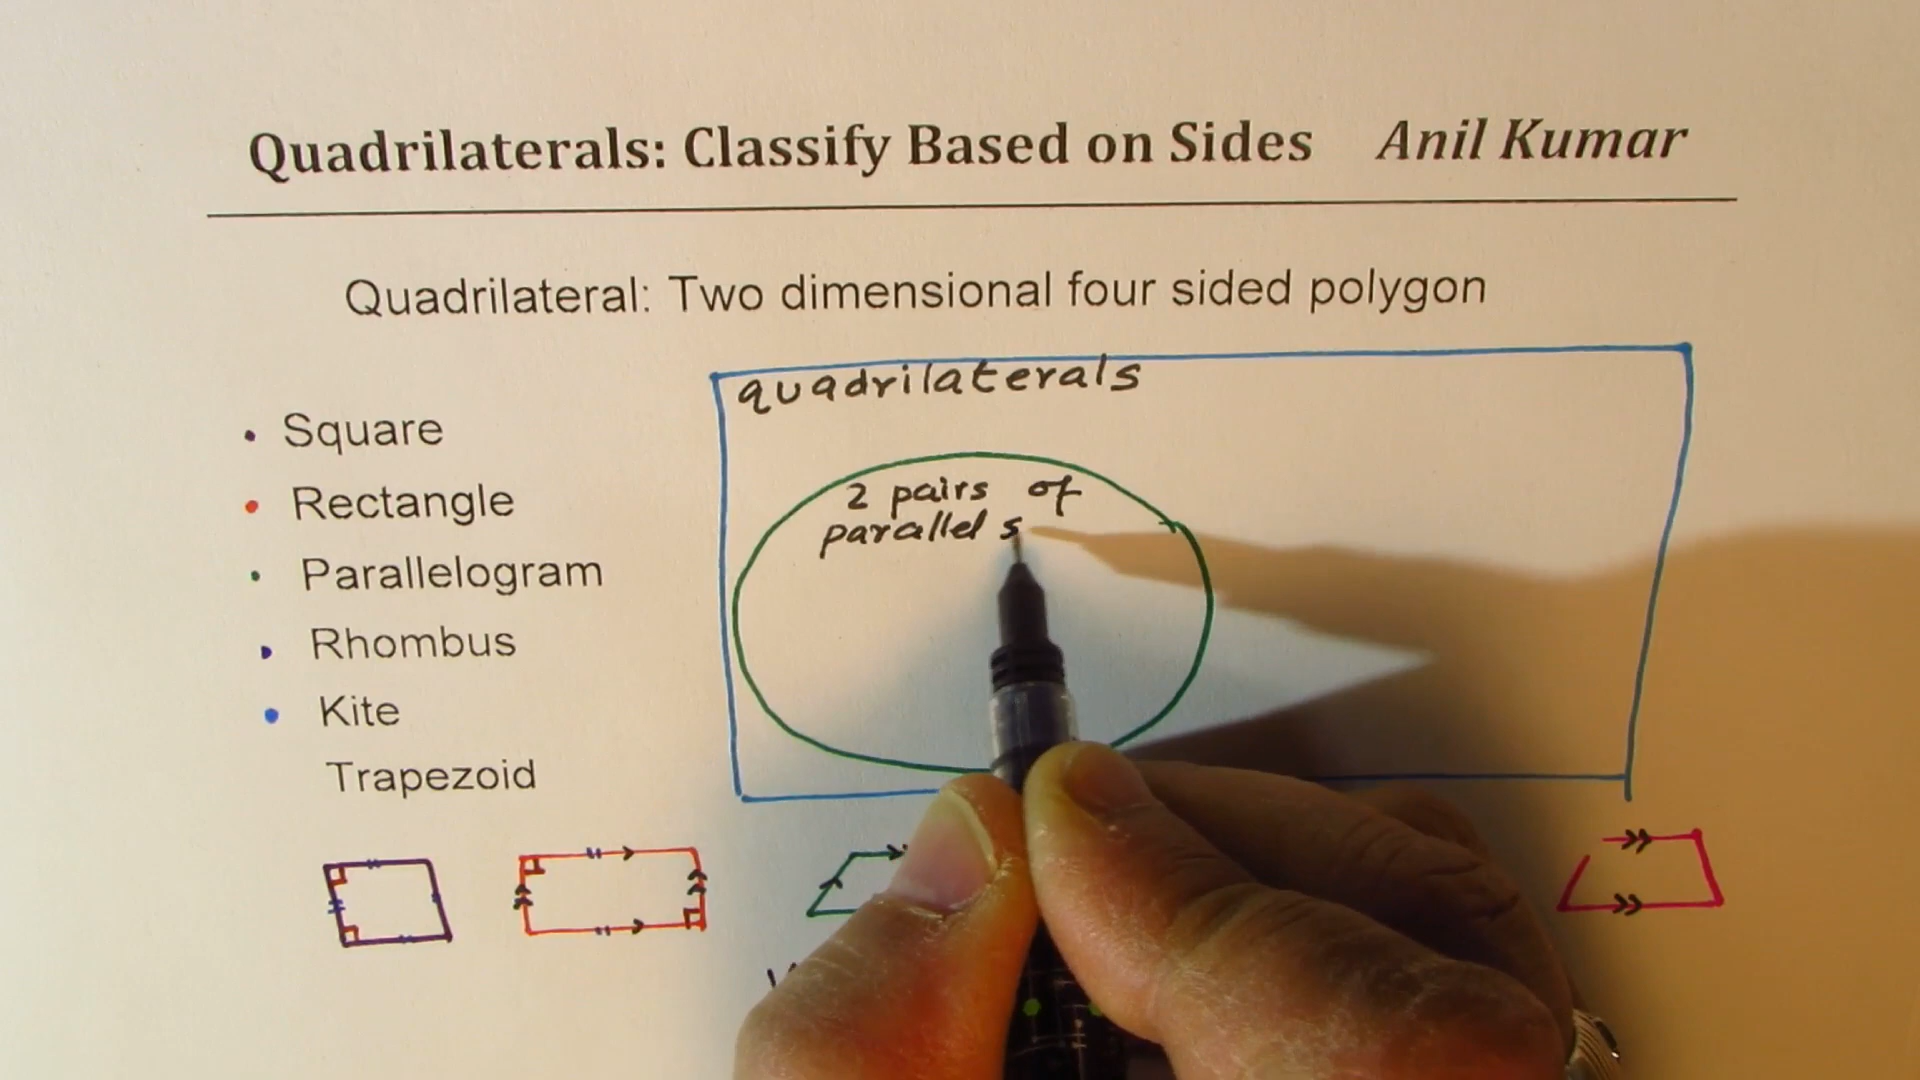 Quadrilaterals: Classify Based on Sides Anil Kumar
Quadrilateral: Two dimensional four sided polygon
• Square
• Rectangle
• Parallelogram
• Rhombus
• Kite
Trapezoid
quadrilaterals
2 pairs of
parallel s